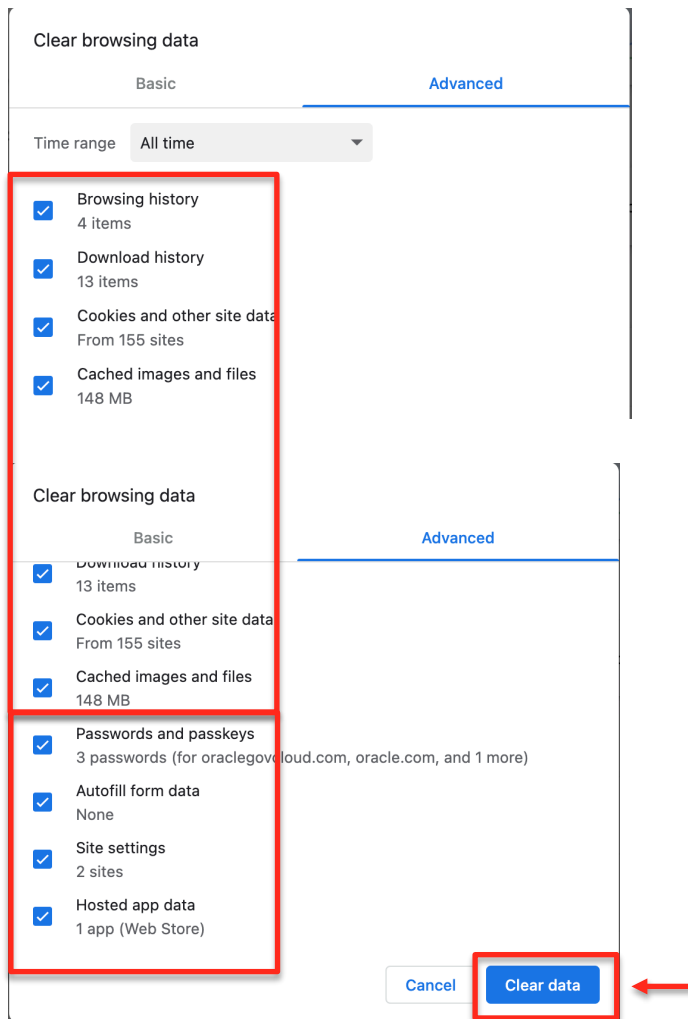 Clear browsing data
Basic
Advanced
Time range
All time
Browsing history
4 items
Download history
13 items
Cookies and other site data
From 155 sites
Cached images and files
148 MB
Clear browsing data
Basic
Advanced
Download history
13 items
Cookies and other site data
From 155 sites
Cached images and files
148 MB
Passwords and passkeys
3 passwords (for oraclegovcloud.com, oracle.com, and 1 more)
Autofill form data
None
Site settings
2 sites
Hosted app data
1 app (Web Store)
Cancel
Clear data